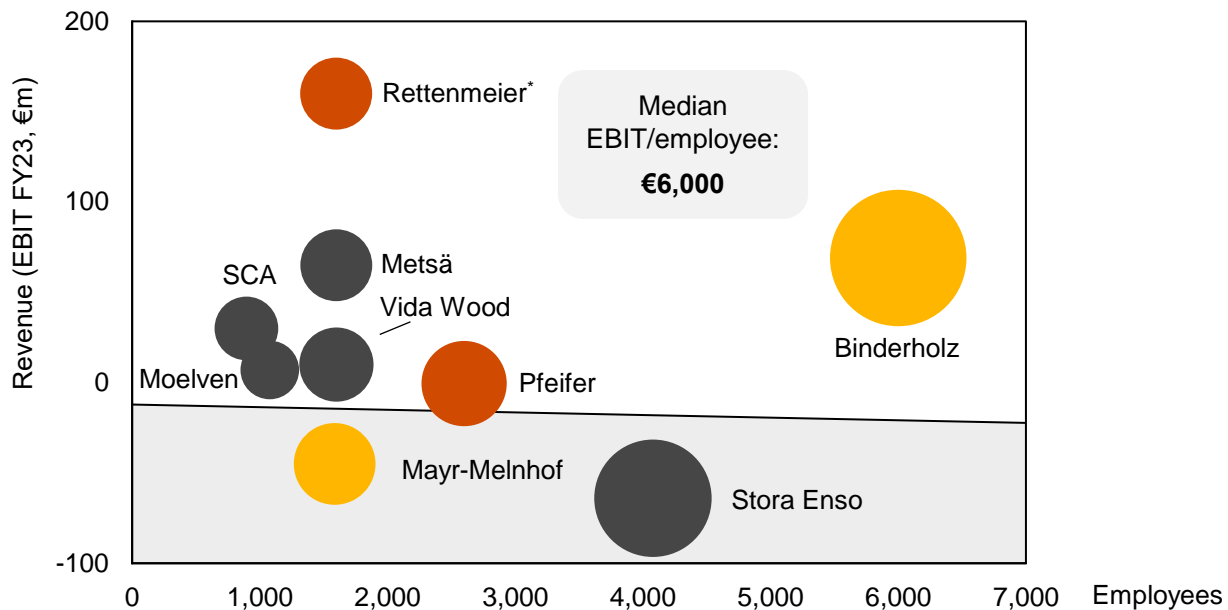 200
Rettenmeier*
Median
EBIT/employee:
€6,000
100
Revenue (EBIT FY23, €m)
SCA
Metsä
Vida Wood
Binderholz
0
Moelven
Pfeifer
Mayr-Melnhof
Stora Enso
-100
0 1,000 2,000 3,000 4,000 5,000 6,000 7,000 Employees